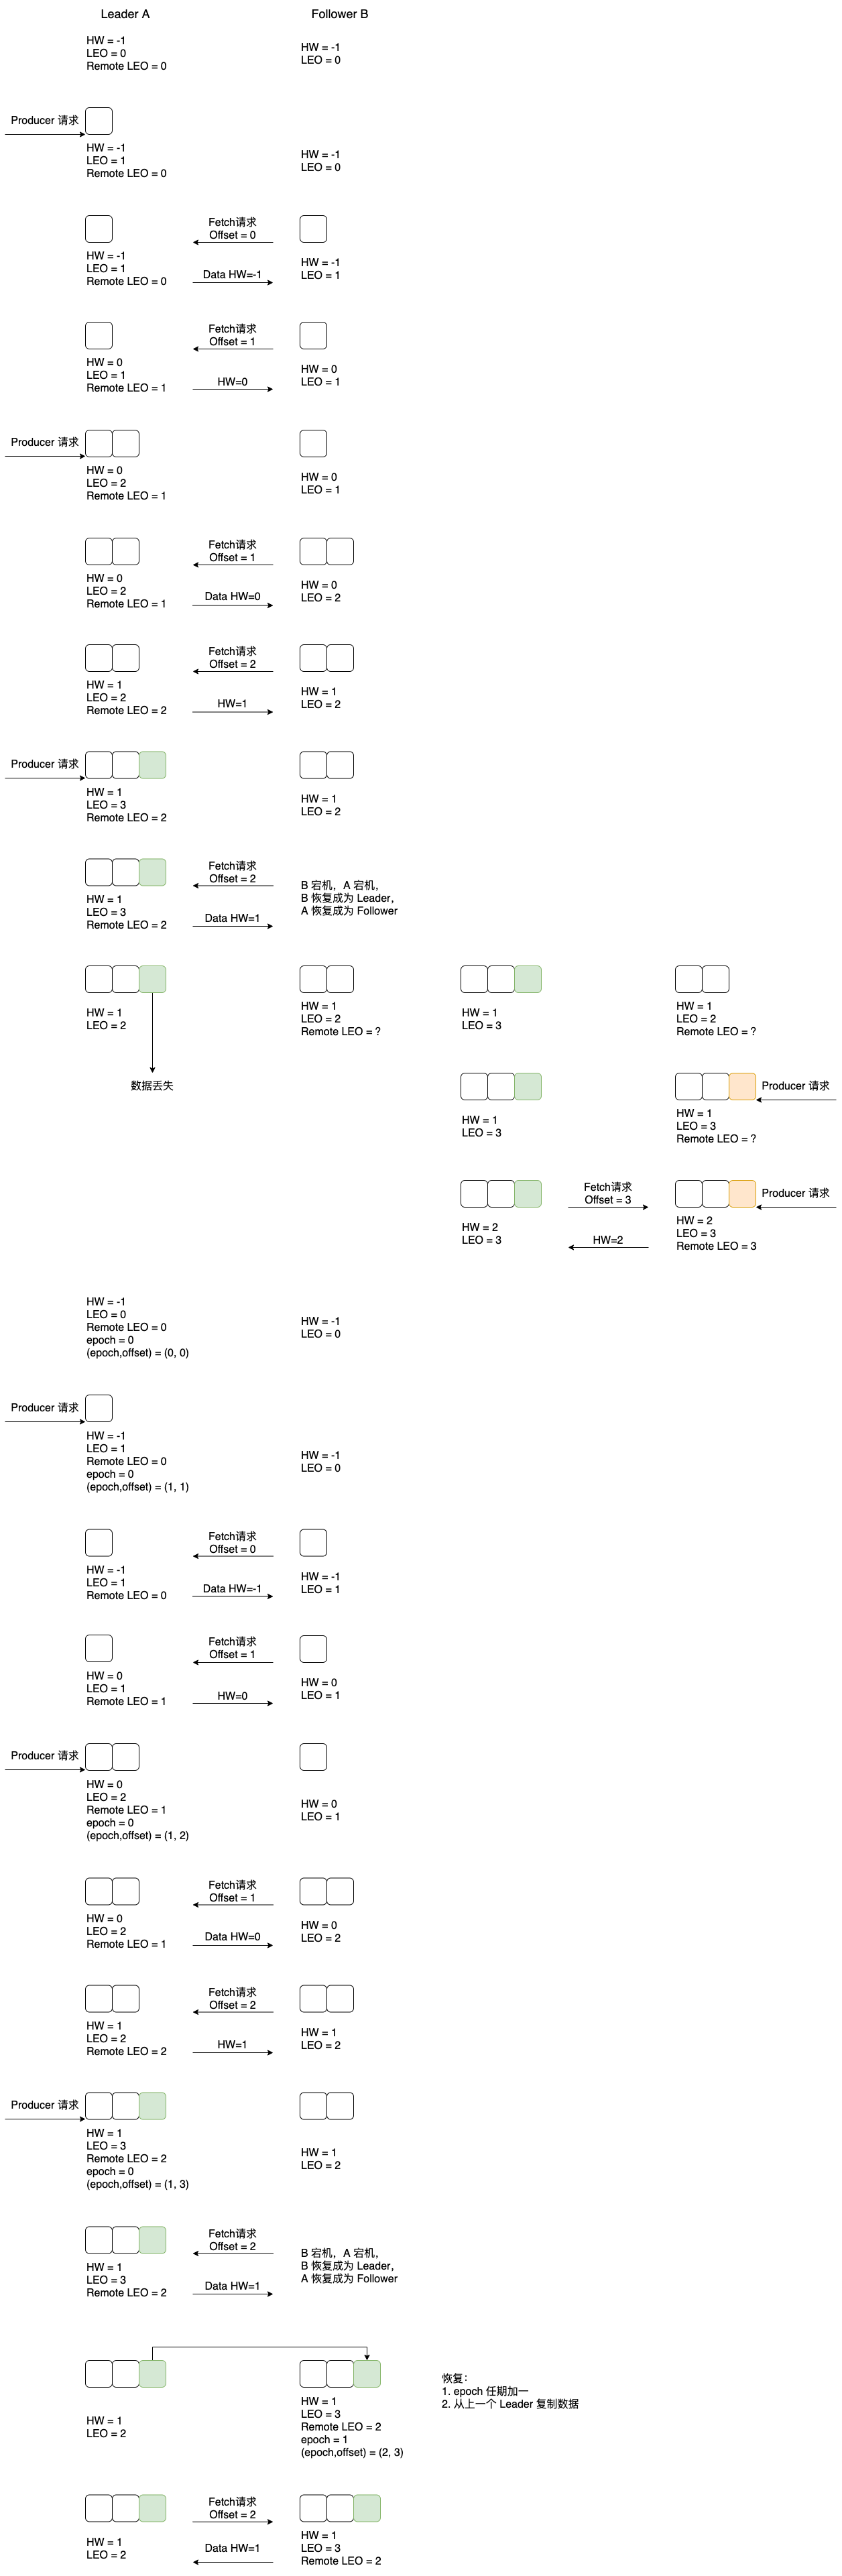 Leader A
Follower B
HW = -1
LEO = 0
Remote LEO = 0
HW = -1
LEO = 0
Producer 请求
HW = -1
LEO = 1
Remote LEO = 0
HW = -1
LEO = 0
Fetch请求
Offset = 0
HW = -1
LEO = 1
Remote LEO = 0
Data HW=-1
HW = -1
LEO = 1
Fetch请求
Offset = 1
HW = 0
LEO = 1
Remote LEO = 1
HW=0
HW = 0
LEO = 1
Producer 请求
HW = 0
LEO = 2
Remote LEO = 1
HW = 0
LEO = 1
Fetch请求
Offset = 1
HW = 0
LEO = 2
Remote LEO = 1
Data HW=0
HW = 0
LEO = 2
Fetch请求
Offset = 2
HW = 1
LEO = 2
Remote LEO = 2
HW=1
HW = 1
LEO = 2
Producer 请求
HW = 1
LEO = 3
Remote LEO = 2
HW = 1
LEO = 2
Fetch请求
Offset = 2
HW = 1
LEO = 3
Remote LEO = 2
Data HW=1
B 宕机，A 宕机，
B 恢复成为 Leader，
A 恢复成为 Follower
HW = 1
LEO = 2
HW = 1
LEO = 2
Remote LEO = ?
HW = 1
LEO = 3
HW = 1
LEO = 2
Remote LEO = ?
数据丢失
Producer 请求
HW = 1
LEO = 3
HW = 1
LEO = 3
Remote LEO = ?
Fetch请求
Offset = 3
Producer 请求
HW = 2
LEO = 3
HW=2
HW = 2
LEO = 3
Remote LEO = 3
HW = -1
LEO = 0
Remote LEO = 0
epoch = 0
(epoch,offset) = (0, 0)
HW = -1
LEO = 0
Producer 请求
HW = -1
LEO = 1
Remote LEO = 0
epoch = 0
(epoch,offset) = (1, 1)
HW = -1
LEO = 0
Fetch请求
Offset = 0
HW = -1
LEO = 1
Remote LEO = 0
Data HW=-1
HW = -1
LEO = 1
Fetch请求
Offset = 1
HW = 0
LEO = 1
Remote LEO = 1
HW=0
HW = 0
LEO = 1
Producer 请求
HW = 0
LEO = 2
Remote LEO = 1
epoch = 0
(epoch,offset) = (1, 2)
HW = 0
LEO = 1
Fetch请求
Offset = 1
HW = 0
LEO = 2
Remote LEO = 1
Data HW=0
HW = 0
LEO = 2
Fetch请求
Offset = 2
HW = 1
LEO = 2
Remote LEO = 2
HW=1
HW = 1
LEO = 2
Producer 请求
HW = 1
LEO = 3
Remote LEO = 2
epoch = 0
(epoch,offset) = (1, 3)
HW = 1
LEO = 2
Fetch请求
Offset = 2
HW = 1
LEO = 3
Remote LEO = 2
Data HW=1
B 宕机，A 宕机，
B 恢复成为 Leader，
A 恢复成为 Follower
HW = 1
LEO = 2
HW = 1
LEO = 3
Remote LEO = 2
epoch = 1
(epoch,offset) = (2, 3)
恢复：
1. epoch 任期加一
2. 从上一个 Leader 复制数据
Fetch请求
Offset = 2
HW = 1
LEO = 2
Data HW=1
HW = 1
LEO = 3
Remote LEO = 2